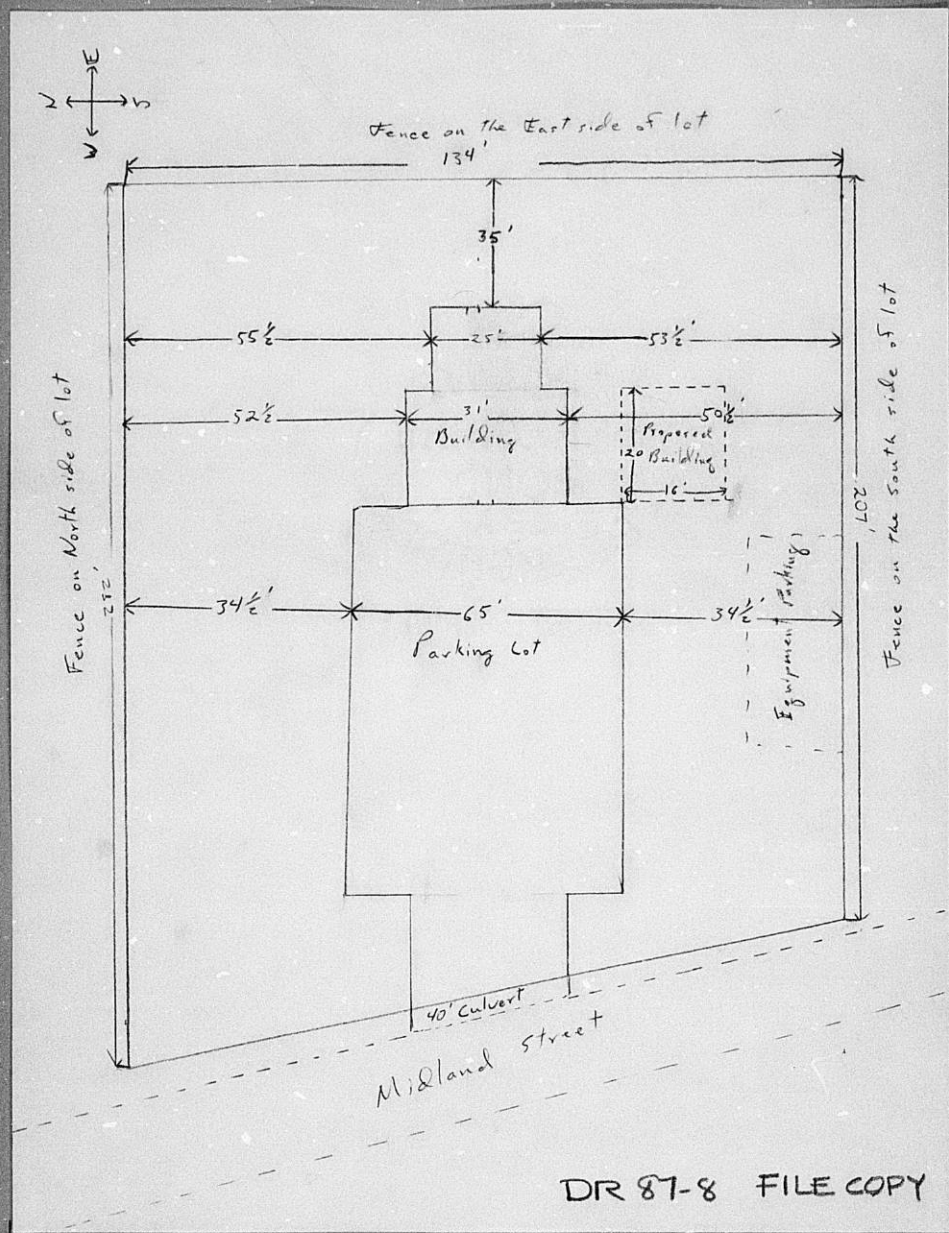 E
N S
W
Fence on the East side of lot
134'
35'
55½ 25' 53½'
52½ 31' 50½'
Building
Proposed
20 Building
16'
Fence on North side of lot
232'
Fence on the South side of lot
207'
34½' 65' 34½'
Parking Lot
Equipment Parking
40' Culvert
Midland Street
DR 87-8 FILE COPY